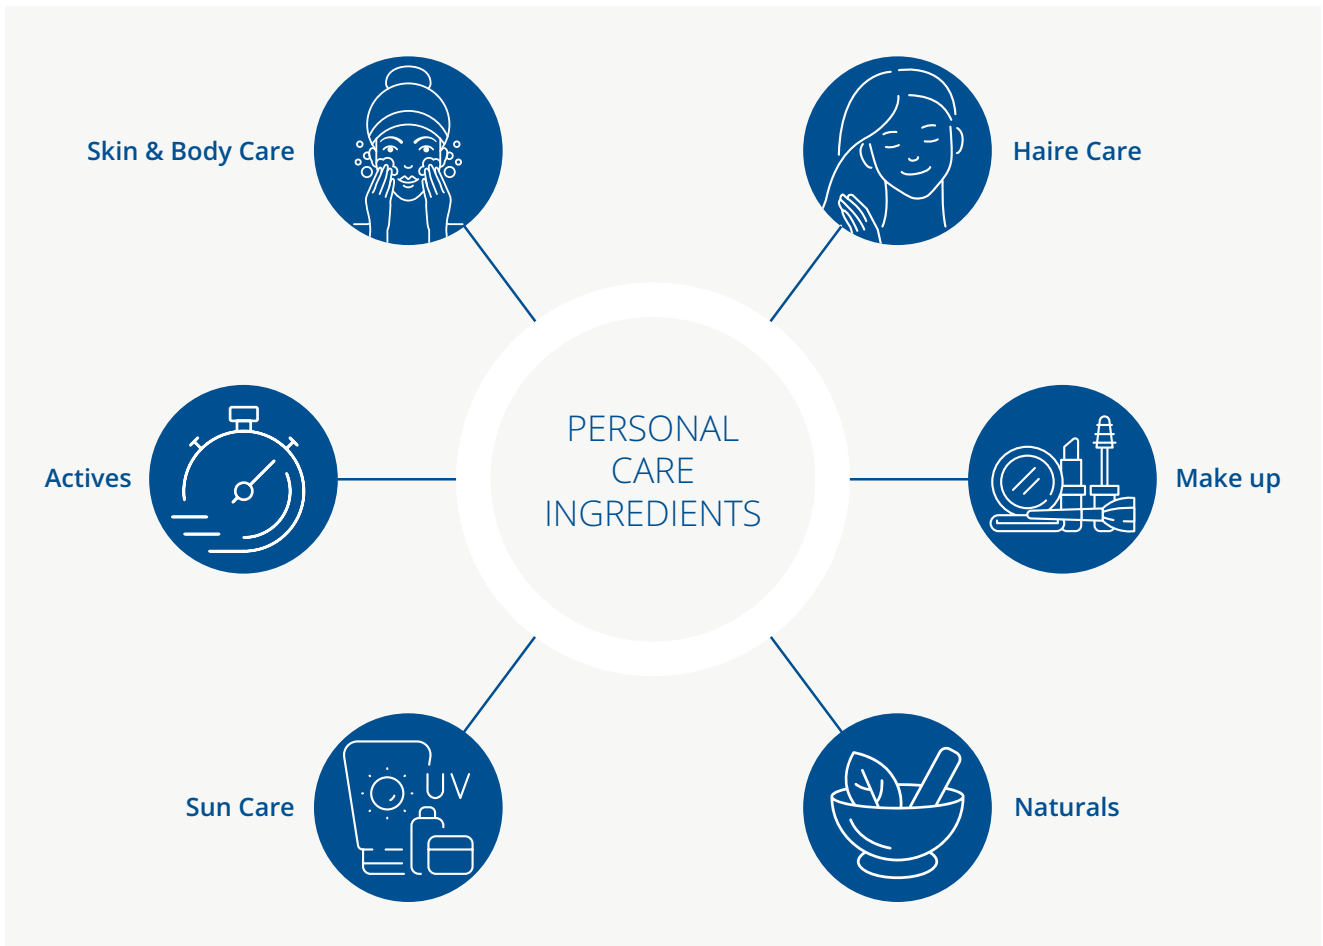 Skin & Body Care
Haire Care
PERSONAL
CARE
INGREDIENTS
Actives
Make up
UV
Sun Care
Naturals